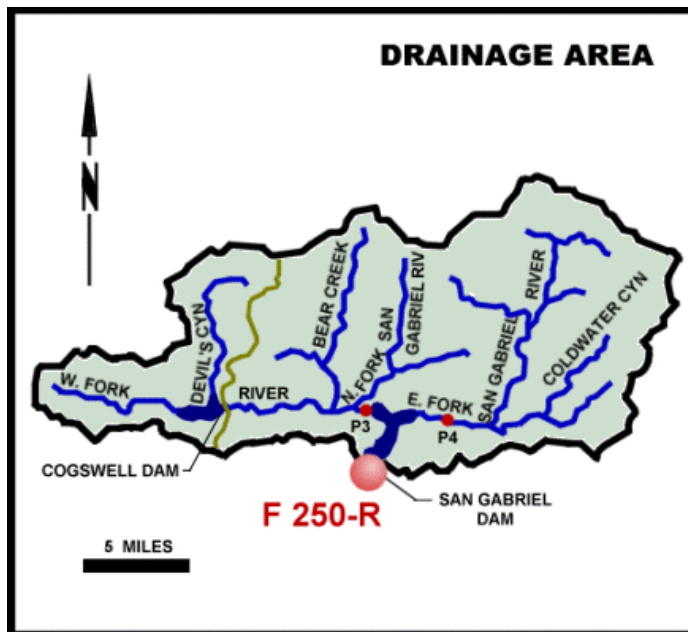 DRAINAGE AREA
N
BEAR CREEK
N. FORK SAN
GABRIEL RIV
RIVER
SAN GABRIEL
COLDWATER CYN
DEVIL'S CYN
W. FORK
RIVER
E. FORK
P3
P4
COGSWELL DAM
F 250-R
SAN GABRIEL
DAM
5 MILES